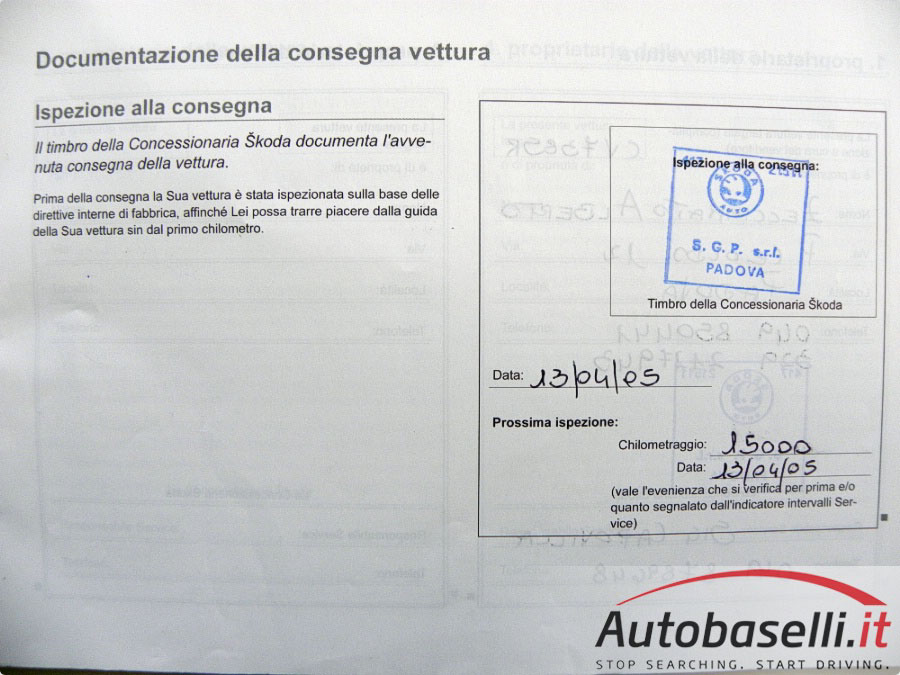 Documentazione della consegna vettura
Ispezione alla consegna
Il timbro della Concessionaria Škoda documenta l'avve-
nuta consegna della vettura.
Prima della consegna la Sua vettura è stata ispezionata sulla base delle
direttive interne di fabbrica, affinché Lei possa trarre piacere dalla guida
della Sua vettura sin dal primo chilometro.
Ispezione alla consegna:
ŠKODA
AUTO
S. G. P. s.r.l.
PADOVA
Timbro della Concessionaria Škoda
Data: 13/04/05
Prossima ispezione:
Chilometraggio: 15000
Data: 13/04/05
(vale l'evenienza che si verifica per prima e/o
quanto segnalato dall'indicatore intervalli Ser-
vice)
Autobaselli.it
STOP SEARCHING. START DRIVING.